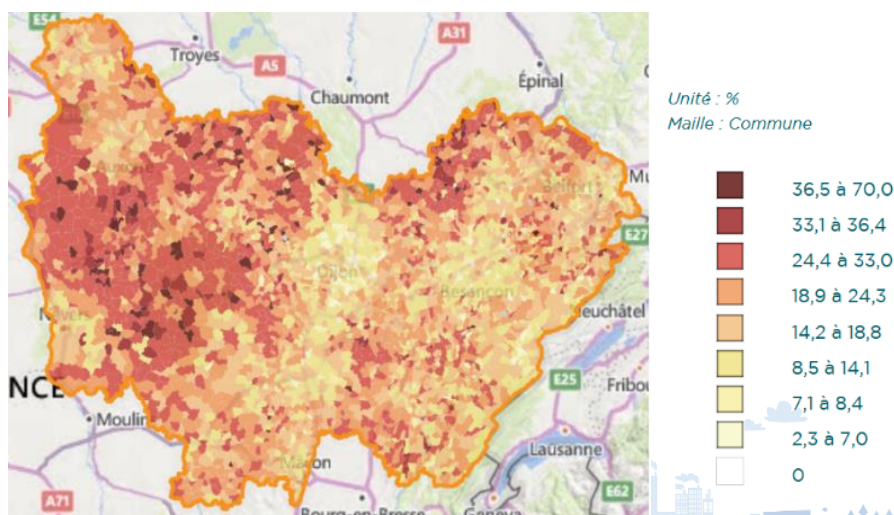 E54
Troyes
A5
A31
Chaumont
Épinal
Auxerre
Belfort
Mu
E27
Dijon
Besançon
Nevers
euchâtel
NCE
Moulin
E25
Fribou
Lausanne
Macon
A71
Bourg-en-Bresse
Geneva
E62
Unité : %
Maille : Commune
36,5 à 70,0
33,1 à 36,4
24,4 à 33,0
18,9 à 24,3
14,2 à 18,8
8,5 à 14,1
7,1 à 8,4
2,3 à 7,0
0